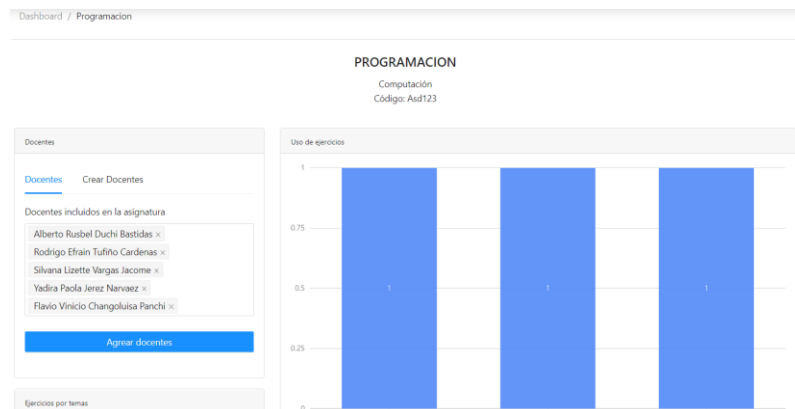 Dashboard / Programacion
PROGRAMACION
Computación
Código: Asd123
Docentes
Docentes Crear Docentes
Docentes incluidos en la asignatura
Alberto Rusbel Duchi Bastidas ×
Rodrigo Efrain Tufiño Cardenas ×
Silvana Lizette Vargas Jacome ×
Yadira Paola Jerez Narvaez ×
Flavio Vinicio Changoluisa Panchi ×
Agrear docentes
Ejercicios por temas
Uso de ejercicios
1
0.75
0.5
0.25
0
1 1 1